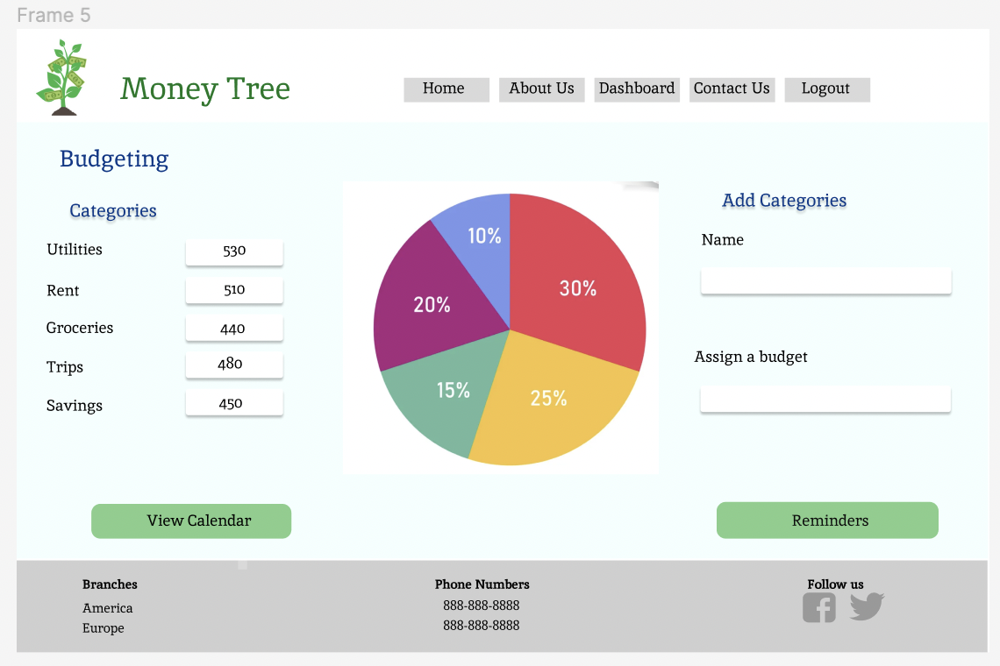 Frame 5
Money Tree
Home
About Us
Dashboard
Contact Us
Logout
Budgeting
Categories
Utilities 530
Rent 510
Groceries 440
Trips 480
Savings 450
10%
30%
20%
15%
25%
Add Categories
Name
Assign a budget
View Calendar
Reminders
Branches
America
Europe
Phone Numbers
888-888-8888
888-888-8888
Follow us